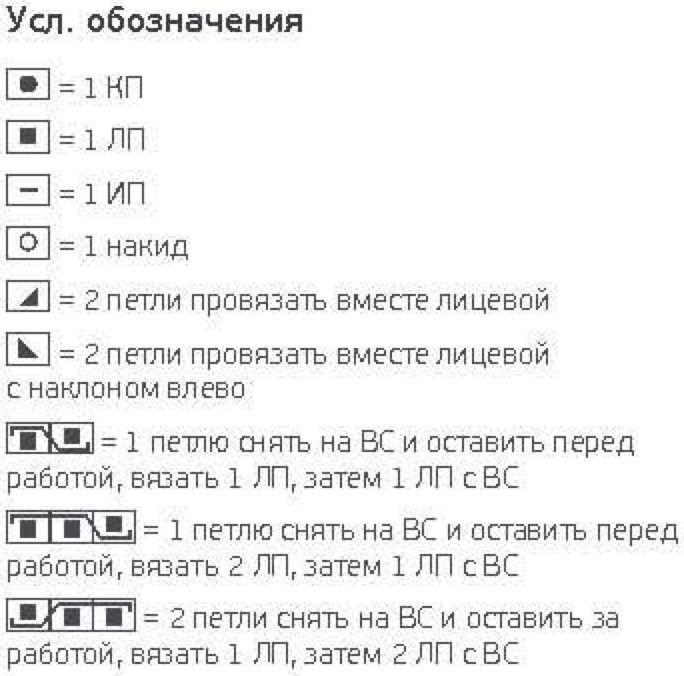 Усл. обозначения
= 1 КП
= 1 ЛП
= 1 ИП
= 1 накид
= 2 петли провязать вместе лицевой
= 2 петли провязать вместе лицевой
с наклоном влево
= 1 петлю снять на ВС и оставить перед
работой, вязать 1 ЛП, затем 1 ЛП с ВС
= 1 петлю снять на ВС и оставить перед
работой, вязать 2 ЛП, затем 1 ЛП с ВС
= 2 петли снять на ВС и оставить за
работой, вязать 1 ЛП, затем 2 ЛП с ВС